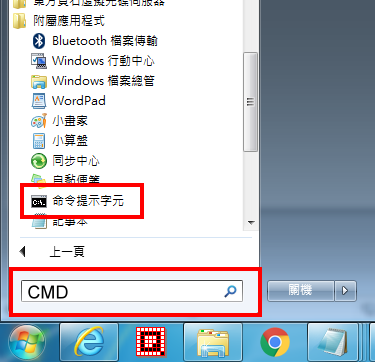 附屬應用程式
Bluetooth 檔案傳輸
Windows 行動中心
Windows 檔案總管
WordPad
小畫家
小算盤
同步中心
自動便箋
命令提示字元
記事本
上一頁
CMD
關機